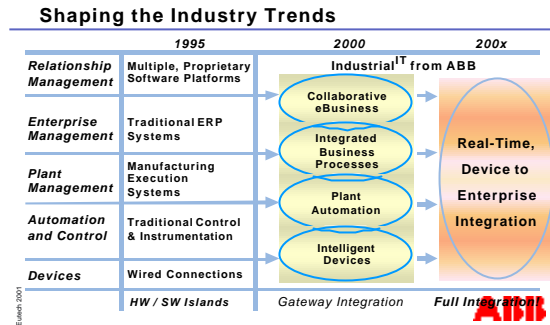 Shaping the Industry Trends
1995
2000
200x
Relationship
Management
Multiple, Proprietary
Software Platforms
Industrial IT from ABB
Collaborative
eBusiness
Enterprise
Management
Traditional ERP
Systems
Integrated
Business
Processes
Real-Time,
Device to
Enterprise
Integration
Plant
Management
Manufacturing
Execution
Systems
Plant
Automation
Automation
and Control
Traditional Control
& Instrumentation
Intelligent
Devices
Devices
Wired Connections
HW / SW Islands
Gateway Integration
Full Integration!
ABB
Eutech 2001